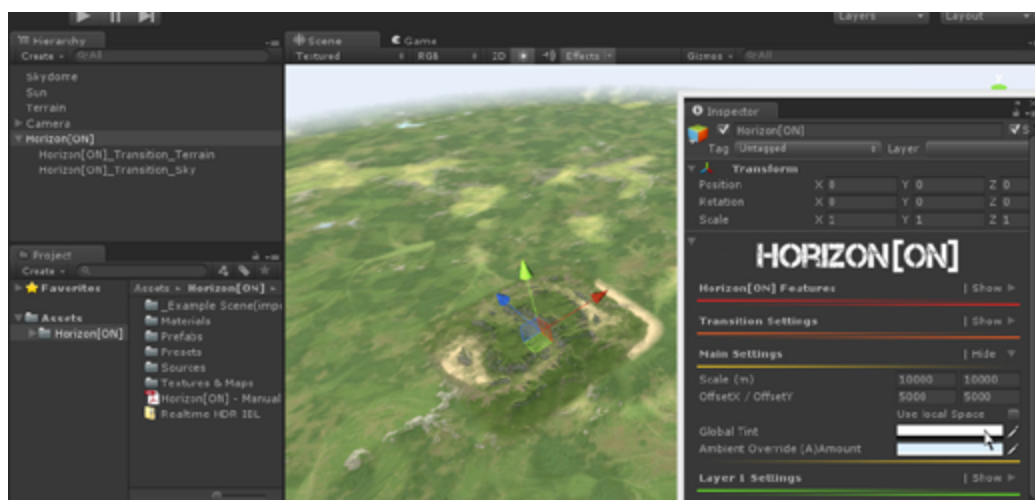 Layers
Layout
Hierarchy
Create
All
Skydome
Sun
Terrain
Camera
Horizon[ON]
Horizon[ON]_Transition_Terrain
Horizon[ON]_Transition_Sky
Project
Create
Favorites
Assets
Horizon[ON]
Assets Horizon[ON]
_Example Scene(imp
Materials
Prefabs
Presets
Sources
Textures & Maps
Horizon[ON] - Manual
Realtime HDR IBL
Scene Game
Textured RGB 2D Effects Gizmos All
Inspector
Horizon[ON]
Tag Untagged Layer
Transform
Position X 0 Y 0 Z 0
Rotation X 0 Y 0 Z 0
Scale X 1 Y 1 Z 1
HORIZON[ON]
Horizon[ON] Features | Show
Transition Settings | Show
Main Settings | Hide
Scale (m) 10000 10000
OffsetX / OffsetY 5000 5000
Use local Space
Global Tint
Ambient Override (A)Amount
Layer 1 Settings | Show